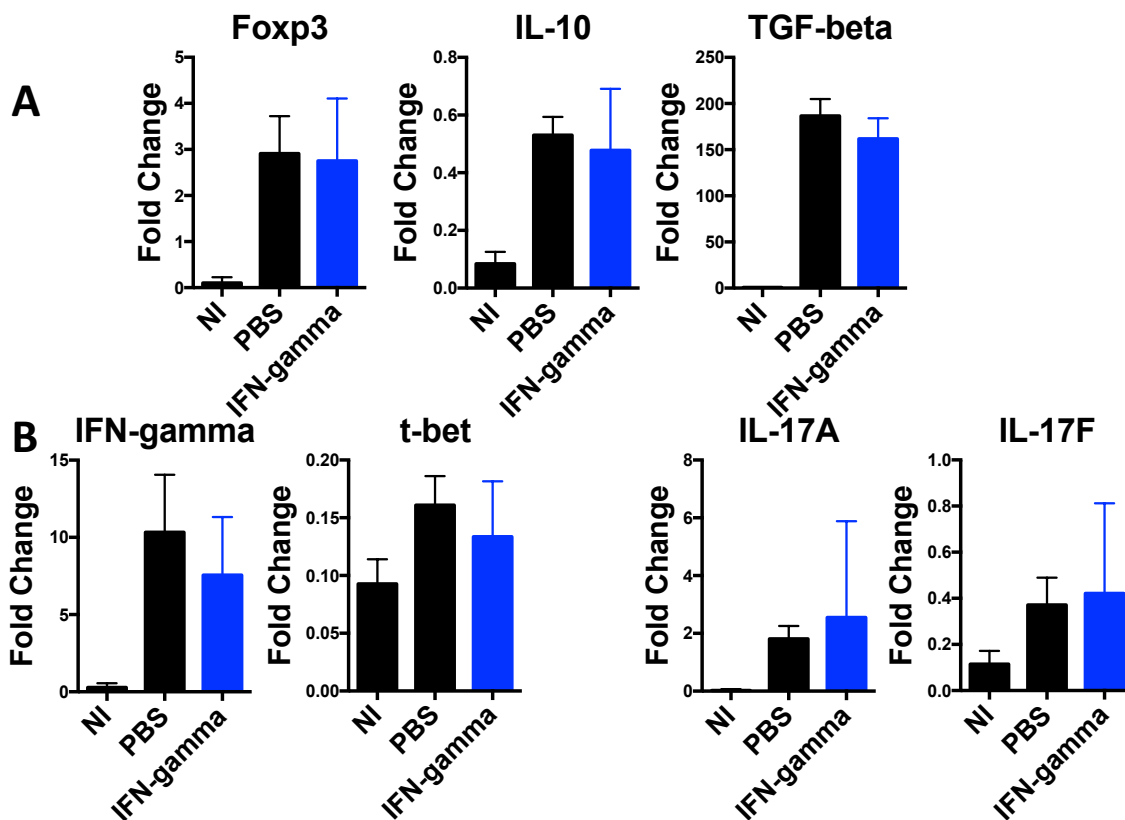 A
Foxp3
Fold Change
5
4
3
2
1
0
NI
PBS
IFN-gamma
IL-10
Fold Change
0.8
0.6
0.4
0.2
0.0
NI
PBS
IFN-gamma
TGF-beta
Fold Change
250
200
150
100
50
0
NI
PBS
IFN-gamma
B
IFN-gamma
Fold Change
15
10
5
0
NI
PBS
IFN-gamma
t-bet
Fold Change
0.20
0.15
0.10
0.05
0.00
NI
PBS
IFN-gamma
IL-17A
Fold Change
8
6
4
2
0
NI
PBS
IFN-gamma
IL-17F
Fold Change
1.0
0.8
0.6
0.4
0.2
0.0
NI
PBS
IFN-gamma